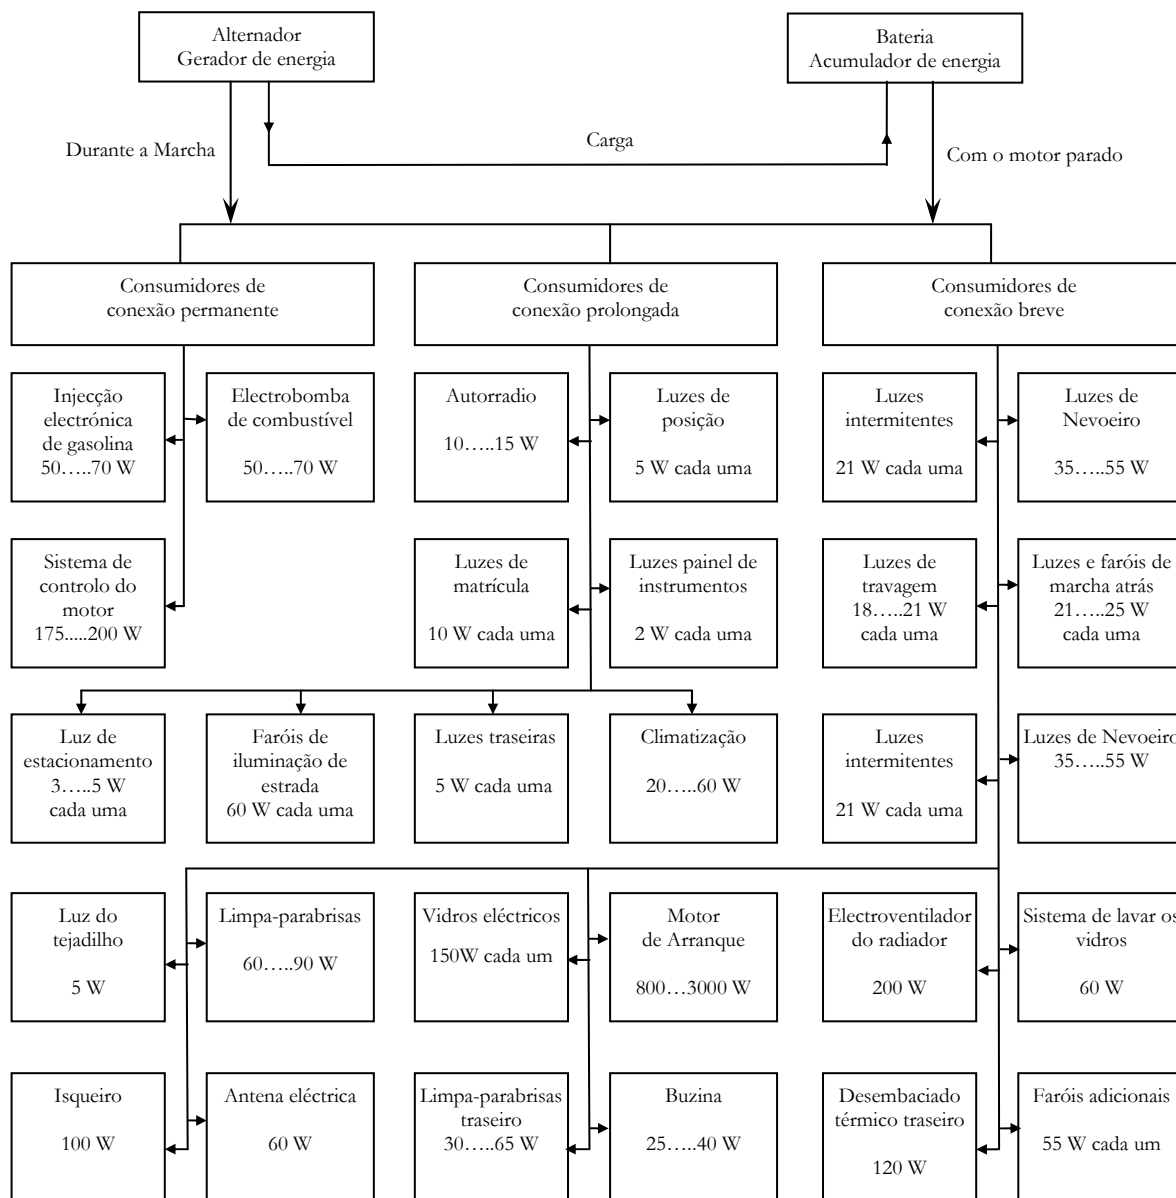 Alternador
Gerador de energia
Bateria
Acumulador de energia
Durante a Marcha
Carga
Com o motor parado
Consumidores de
conexão permanente
Consumidores de
conexão prolongada
Consumidores de
conexão breve
Injecção
electrónica
de gasolina
50…..70 W
Electrobomba
de combustível
50…..70 W
Autorradio
10…..15 W
Luzes de
posição
5 W cada uma
Luzes
intermitentes
21 W cada uma
Luzes de
Nevoeiro
35…..55 W
Sistema de
controlo do
motor
175.....200 W
Luzes de
matrícula
10 W cada uma
Luzes painel de
instrumentos
2 W cada uma
Luzes de
travagem
18…..21 W
cada uma
Luzes e faróis de
marcha atrás
21…..25 W
cada uma
Luz de
estacionamento
3…..5 W
cada uma
Faróis de
iluminação de
estrada
60 W cada uma
Luzes traseiras
5 W cada uma
Climatização
20…..60 W
Luzes
intermitentes
21 W cada uma
Luzes de Nevoeiro
35…..55 W
Luz do
tejadilho
5 W
Limpa-parabrisas
60…..90 W
Vidros eléctricos
150W cada um
Motor
de Arranque
800…3000 W
Electroventilador
do radiador
200 W
Sistema de lavar os
vidros
60 W
Isqueiro
100 W
Antena eléctrica
60 W
Limpa-parabrisas
traseiro
30…..65 W
Buzina
25…..40 W
Desembaciado
térmico traseiro
120 W
Faróis adicionais
55 W cada um